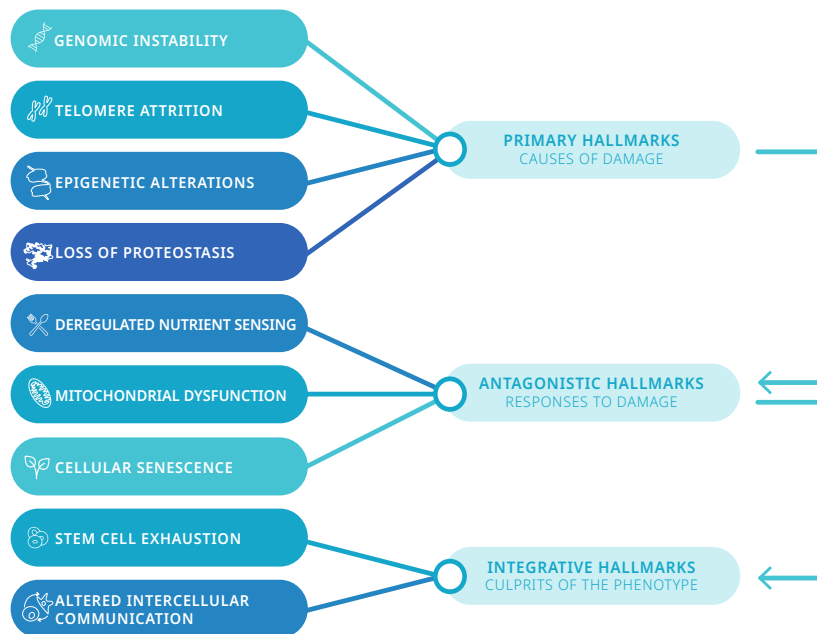 GENOMIC INSTABILITY
TELOMERE ATTRITION
EPIGENETIC ALTERATIONS
LOSS OF PROTEOSTASIS
PRIMARY HALLMARKS
CAUSES OF DAMAGE
DEREGULATED NUTRIENT SENSING
MITOCHONDRIAL DYSFUNCTION
CELLULAR SENESCENCE
ANTAGONISTIC HALLMARKS
RESPONSES TO DAMAGE
STEM CELL EXHAUSTION
ALTERED INTERCELLULAR
COMMUNICATION
INTEGRATIVE HALLMARKS
CULPRITS OF THE PHENOTYPE